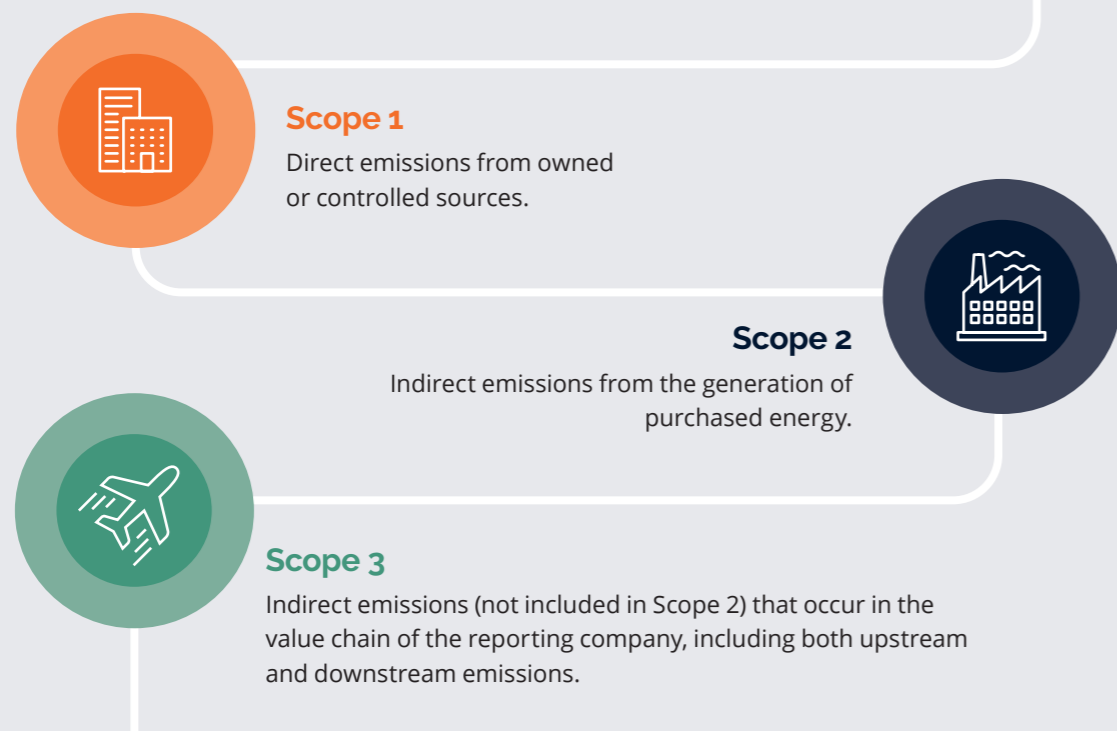 Scope 1
Direct emissions from owned
or controlled sources.
Scope 2
Indirect emissions from the generation of
purchased energy.
Scope 3
Indirect emissions (not included in Scope 2) that occur in the
value chain of the reporting company, including both upstream
and downstream emissions.